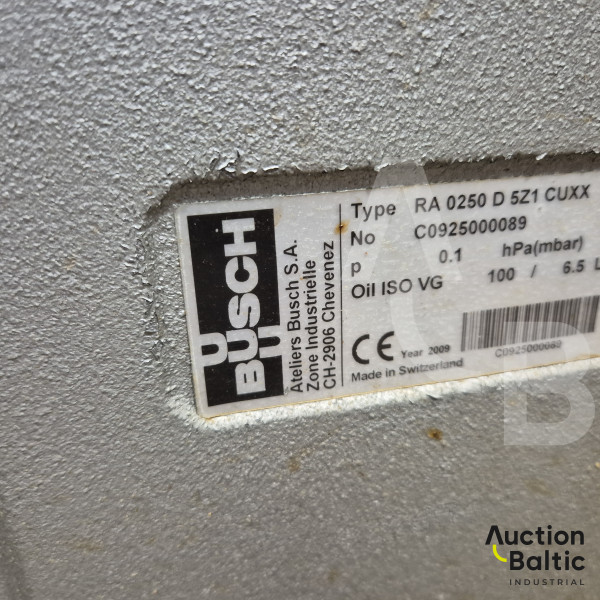 BUSCH
Ateliers Busch S.A.
Zone Industrielle
CH-2906 Chevenez
Type RA 0250 D 5Z1 CUXX
No C0925000089
p 0.1 hPa(mbar)
Oil ISO VG 100 / 6.5 L
CE Year 2009
Made in Switzerland
C0925000089
A
B
Auction
Baltic
INDUSTRIAL